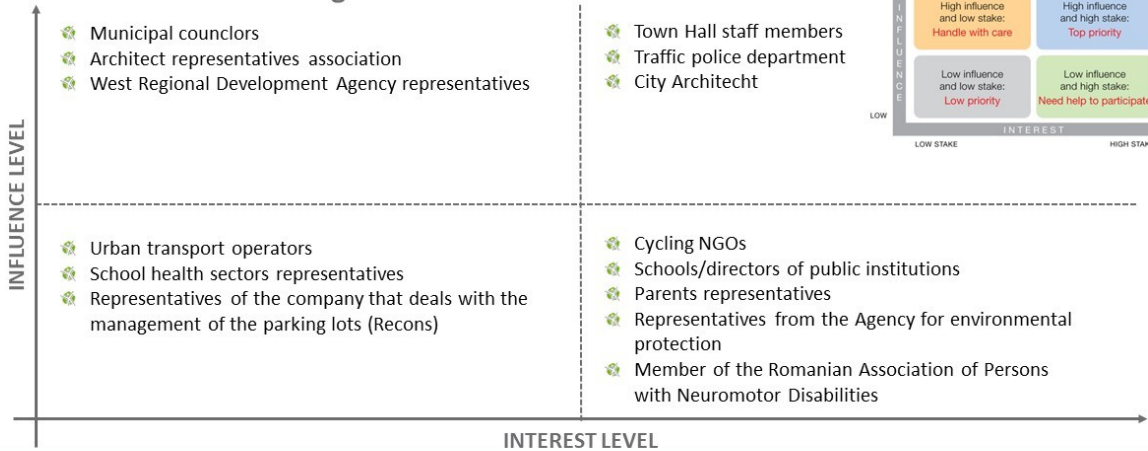 Municipal counclors
Architect representatives association
West Regional Development Agency representatives
Town Hall staff members
Traffic police department
City Architecht
INFLUENCE
High influence
and low stake:
Handle with care
High influence
and high stake:
Top priority
Low influence
and low stake:
Low priority
Low influence
and high stake:
Need help to participate
LOW
INTEREST
LOW STAKE
HIGH STAK
INFLUENCE LEVEL
Urban transport operators
School health sectors representatives
Representatives of the company that deals with the
management of the parking lots (Recons)
Cycling NGOs
Schools/directors of public institutions
Parents representatives
Representatives from the Agency for environmental
protection
Member of the Romanian Association of Persons
with Neuromotor Disabilities
INTEREST LEVEL